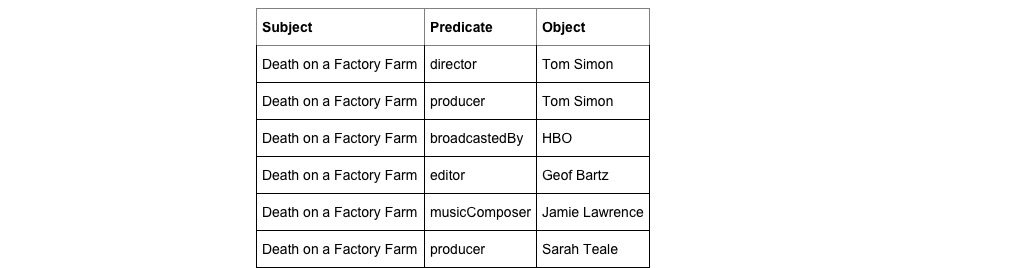 Subject Predicate Object
Death on a Factory Farm director Tom Simon
Death on a Factory Farm producer Tom Simon
Death on a Factory Farm broadcastedBy HBO
Death on a Factory Farm editor Geof Bartz
Death on a Factory Farm musicComposer Jamie Lawrence
Death on a Factory Farm producer Sarah Teale